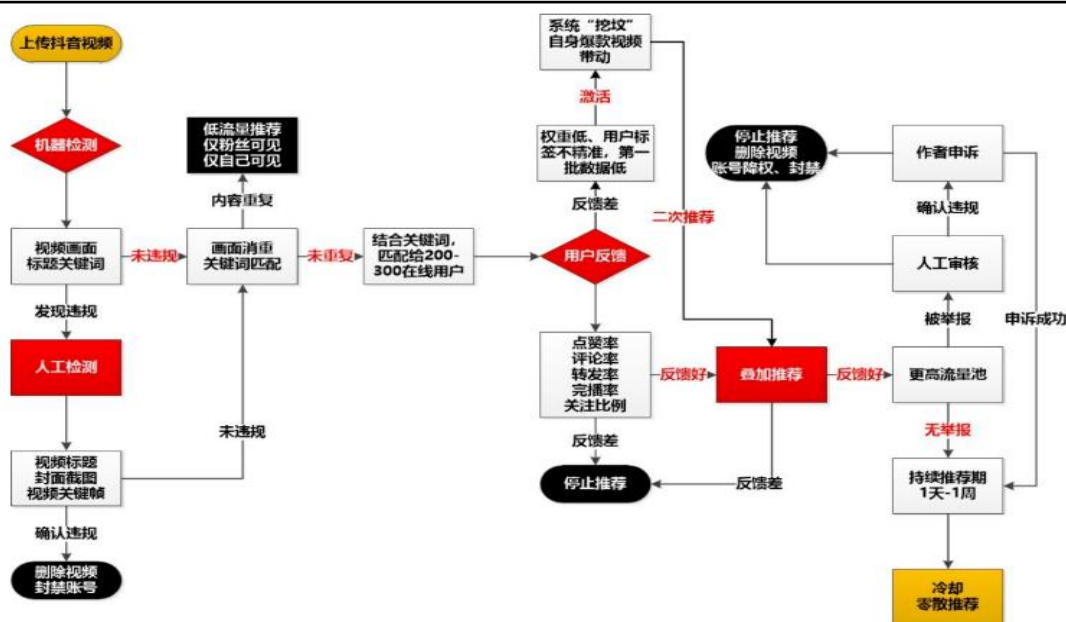 上传抖音视频
机器检测
视频画面
标题关键词
发现违规
人工检测
视频标题
封面截图
视频关键帧
确认违规
删除视频
封禁账号
未违规
低流量推荐
仅粉丝可见
仅自己可见
内容重复
画面消重
关键词匹配
未违规
未重复
结合关键词，
匹配给200-
300在线用户
系统“挖坟”
自身爆款视频
带动
激活
权重低、用户标
签不精准，第一
批数据低
反馈差
用户反馈
点赞率
评论率
转发率
完播率
关注比例
反馈差
停止推荐
二次推荐
反馈好
叠加推荐
反馈差
反馈好
停止推荐
删除视频
账号降权、封禁
作者申诉
确认违规
人工审核
被举报
更高流量池
申诉成功
无举报
持续推荐期
1天-1周
冷却
零散推荐